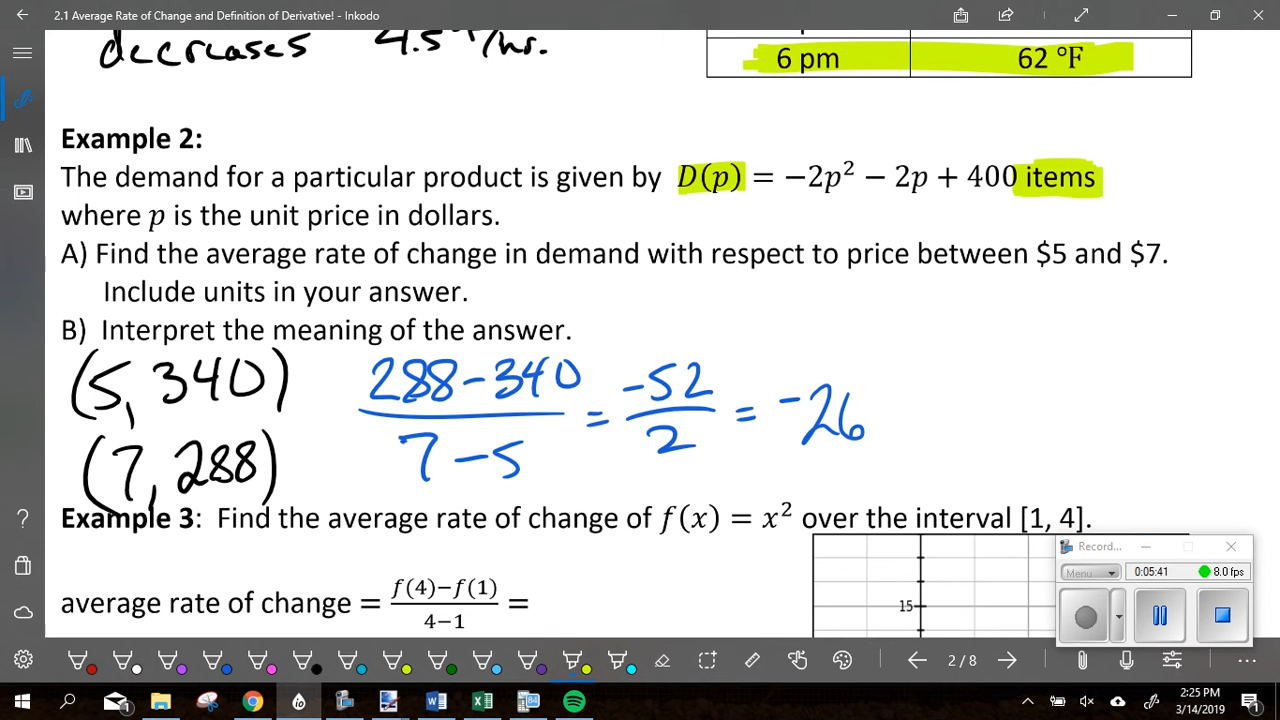 2.1 Average Rate of Change and Definition of Derivative! - Inkodo
decreases 4.5°F/hr.
6 pm 62 °F
Example 2:
The demand for a particular product is given by D(p) = −2p² − 2p + 400 items
where p is the unit price in dollars.
A) Find the average rate of change in demand with respect to price between $5 and $7.
Include units in your answer.
B) Interpret the meaning of the answer.
(5, 340)
(7, 288)
288-340 / 7-5 = -52 / 2 = -26
Example 3: Find the average rate of change of f(x) = x² over the interval [1, 4].
average rate of change = f(4)−f(1) / 4−1 =
15
Record...
Menu 0:05:41 8.0 fps
2 / 8
2:25 PM
3/14/2019